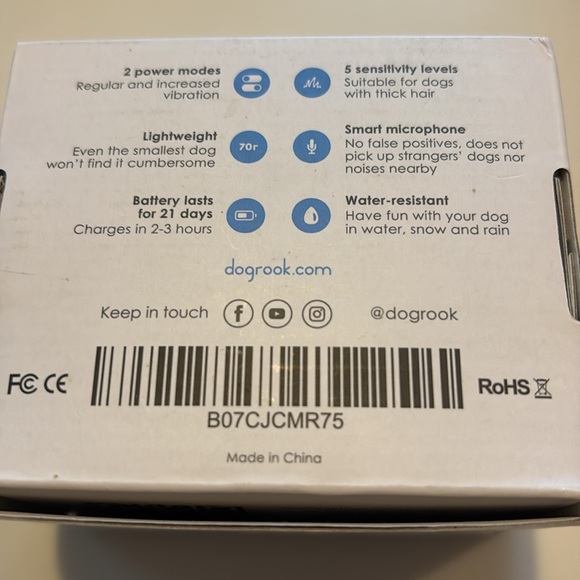 2 power modes
Regular and increased
vibration
5 sensitivity levels
Suitable for dogs
with thick hair
Lightweight
Even the smallest dog
won't find it cumbersome
70r
Smart microphone
No false positives, does not
pick up strangers' dogs nor
noises nearby
Battery lasts
for 21 days
Charges in 2-3 hours
Water-resistant
Have fun with your dog
in water, snow and rain
dogrook.com
Keep in touch
@dogrook
FC CE
RoHS
B07CJCMR75
Made in China